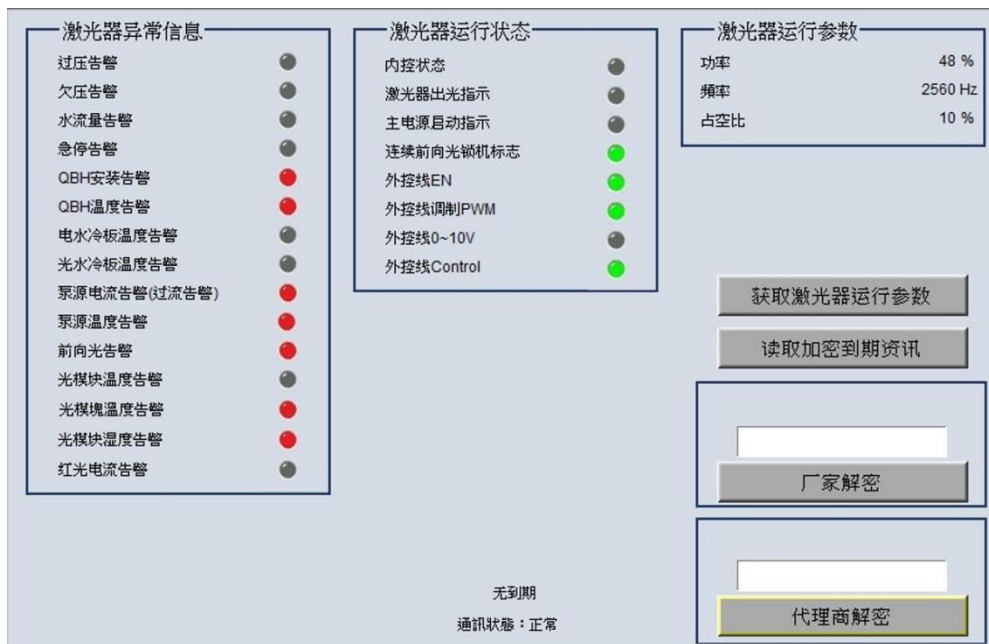 激光器异常信息
过压告警
欠压告警
水流量告警
急停告警
QBH安装告警
QBH温度告警
电水冷板温度告警
光水冷板温度告警
泵源电流告警(过流告警)
泵源温度告警
前向光告警
光模块温度告警
光模塊溫度告警
光模块湿度告警
红光电流告警
激光器运行状态
内控状态
激光器出光指示
主电源启动指示
连续前向光锁机标志
外控线EN
外控线调制PWM
外控线0~10V
外控线Control
激光器运行参数
功率 48 %
频率 2560 Hz
占空比 10 %
获取激光器运行参数
读取加密到期资讯
厂家解密
代理商解密
无到期
通訊狀態：正常